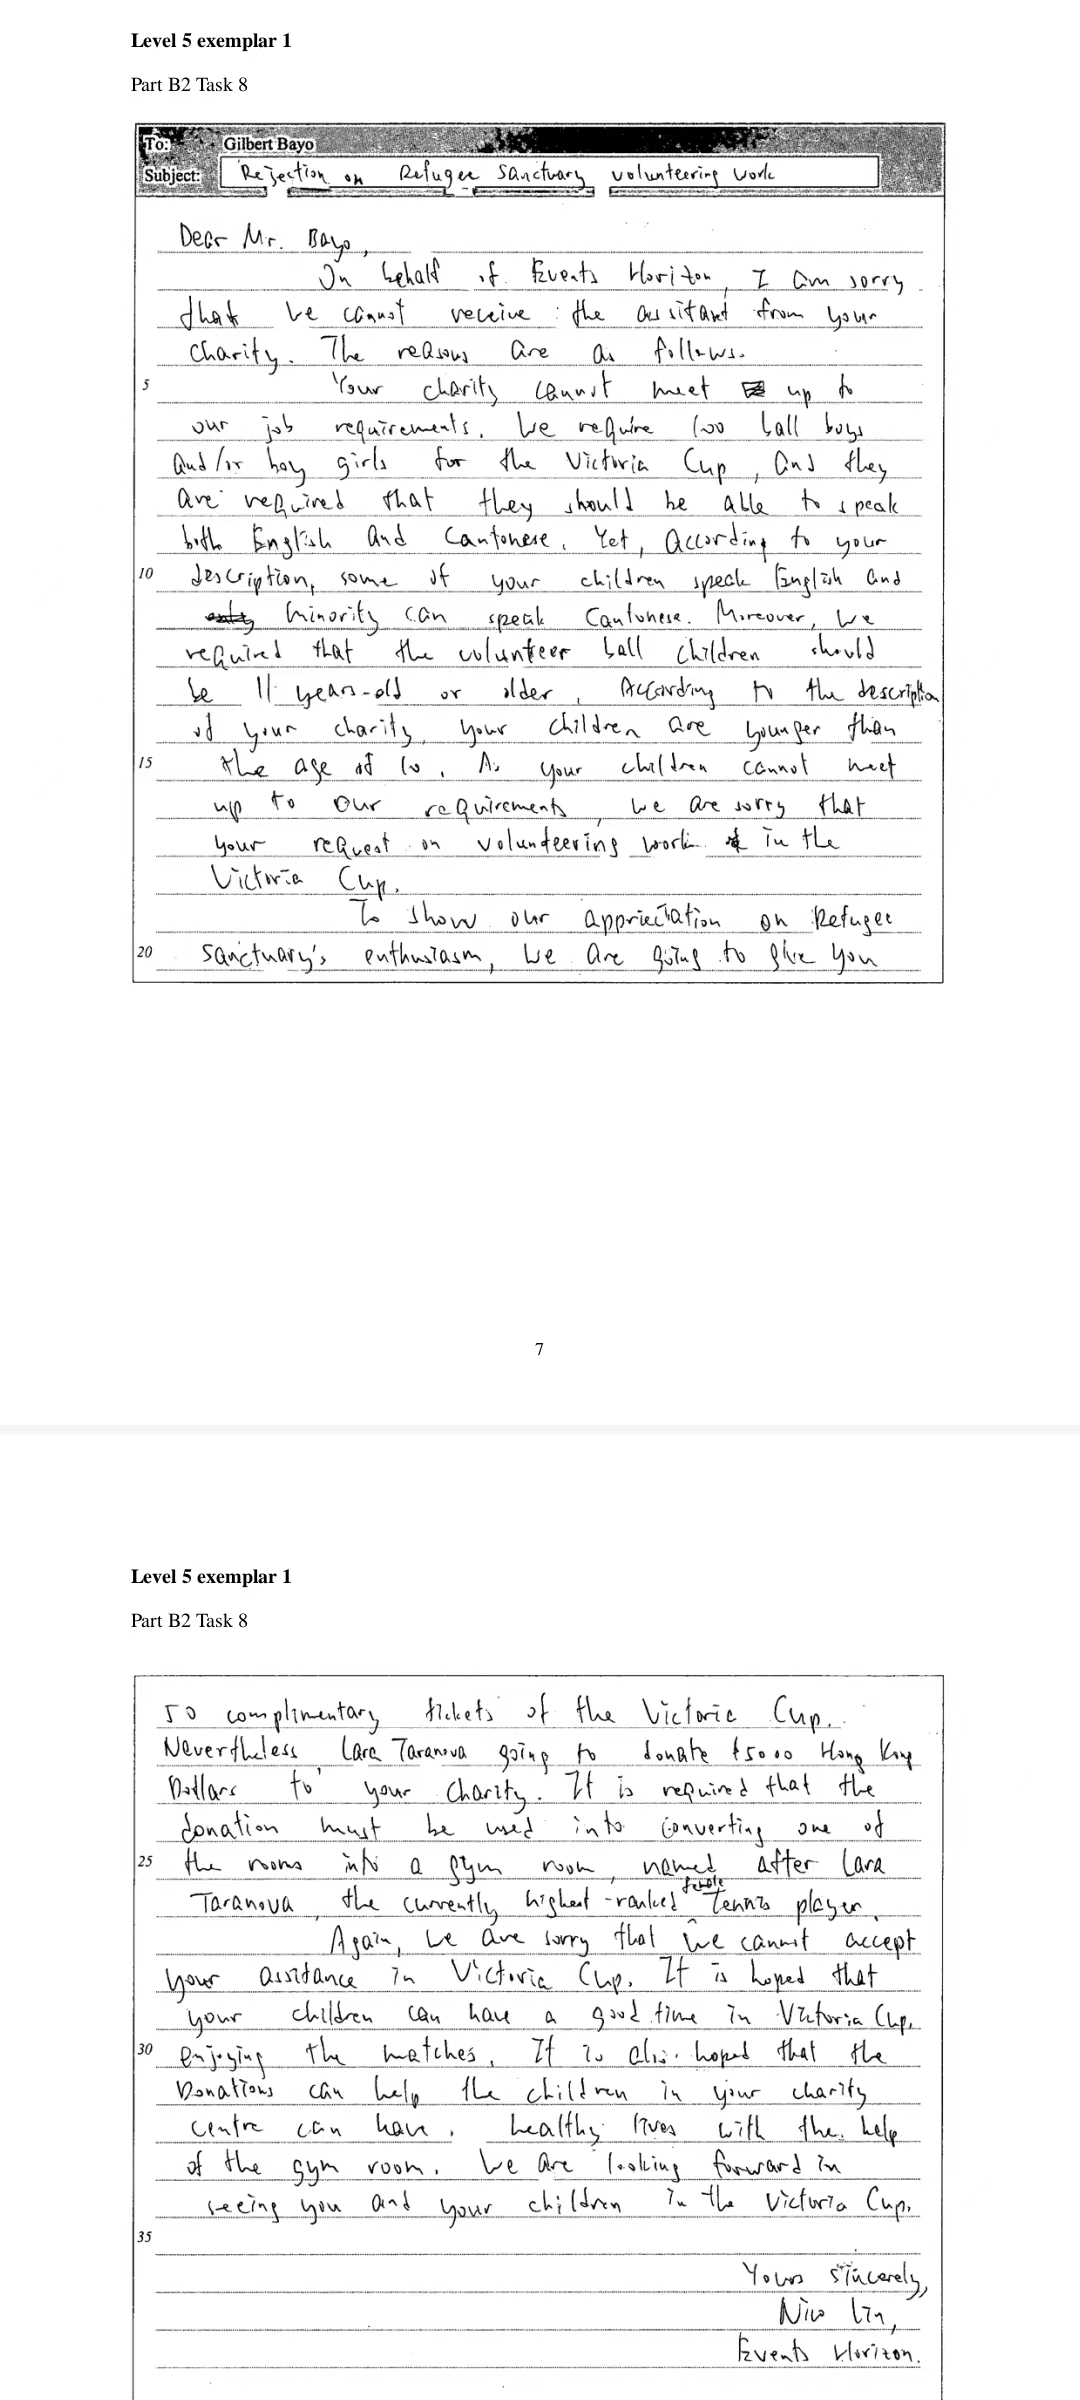 Level 5 exemplar 1
Part B2 Task 8
To: Gilbert Bayo
Subject: Rejection on Refugee Sanctuary volunteering work
Dear Mr. Bayo,
On behalf of Events Horizon, I am sorry
that we cannot receive the assitant from your
charity. The reasons are as follows.
5 Your charity cannot meet up to
our job requirements. We require 100 ball boys
and/or boy girls for the Victoria Cup, and they
are required that they should be able to speak
both English and Cantonese. Yet, according to your
10 description, some of your children speak English and
minority can speak Cantonese. Moreover, we
required that the volunteer ball children should
be 11 years-old or older. According to the description
of your charity, your children are younger than
15 the age of 10. As your children cannot meet
up to our requirements, we are sorry that
your request on volunteering work in the
Victoria Cup.
To show our appriectation on Refugee
20 Sanctuary's enthusiasm, we are going to give you
7
Level 5 exemplar 1
Part B2 Task 8
50 complimentary tickets of the Victoria Cup.
Nevertheless Lara Taranova going to donate $5000 Hong Kong
Dollars to your charity. It is required that the
donation must be used into converting one of
25 the rooms into a gym room, named after Lara
Taranova, the currently highest-ranked female Tennis player.
Again, we are sorry that we cannot accept
your assitance in Victoria Cup. It is hoped that
your children can have a good time in Victoria Cup,
30 enjoying the matches. It is also hoped that the
Donations can help the children in your charity
centre can have healthy lives with the help
of the gym room. We are looking forward in
seeing you and your children in the Victoria Cup.
35
Yours sincerely,
Nico Lin,
Events Horizon.